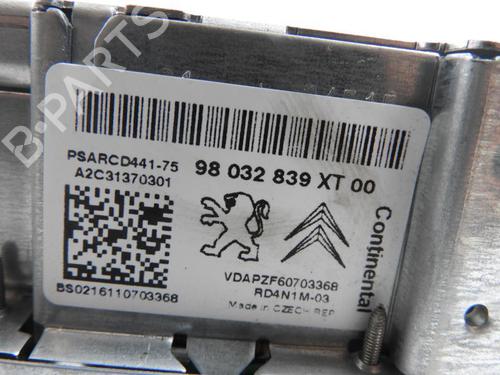 PSARCD441-75
A2C31370301
98 032 839 XT 00
Continental
VDAPZF60703368
RD4N1M-03
Made in CZECH REP
BS0216110703368
B-PARTS